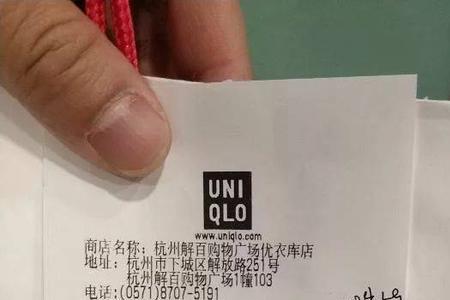 UNI
QLO
www.uniqlo.com
商店名称：杭州解百购物广场优衣库店
地址：杭州市下城区解放路251号
杭州解百购物广场1幢103
电话:(0571)8707-5191